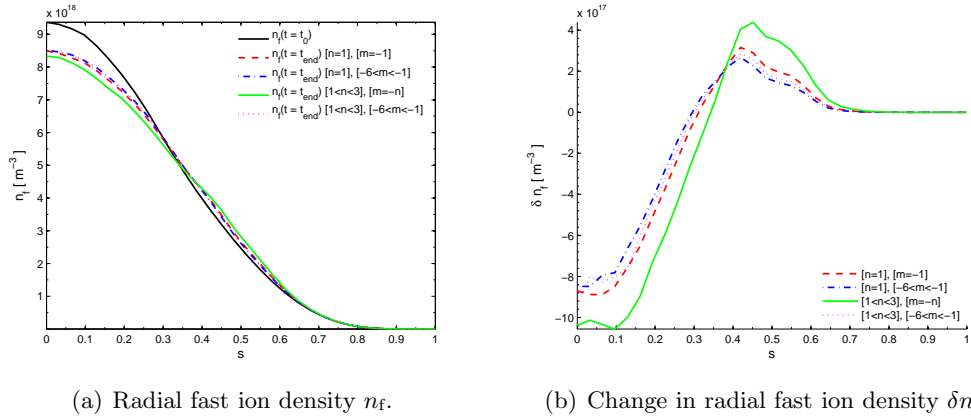 x 10^18
9
8
7
6
5
4
3
2
1
0 0.1 0.2 0.3 0.4 0.5 0.6 0.7 0.8 0.9 1
s
n_f [ m^-3 ]
n_f(t = t_0)
n_f(t = t_end) [n=1], [m=−1]
n_f(t = t_end) [n=1], [−6<m<−1]
n_f(t = t_end) [1<n<3], [m=−n]
n_f(t = t_end) [1<n<3], [−6<m<−1]
(a) Radial fast ion density n_f.
x 10^17
4
2
0
−2
−4
−6
−8
−10
0 0.1 0.2 0.3 0.4 0.5 0.6 0.7 0.8 0.9 1
s
δ n_f [ m^-3 ]
[n=1], [m=−1]
[n=1], [−6<m<−1]
[1<n<3], [m=−n]
[1<n<3], [−6<m<−1]
(b) Change in radial fast ion density δn